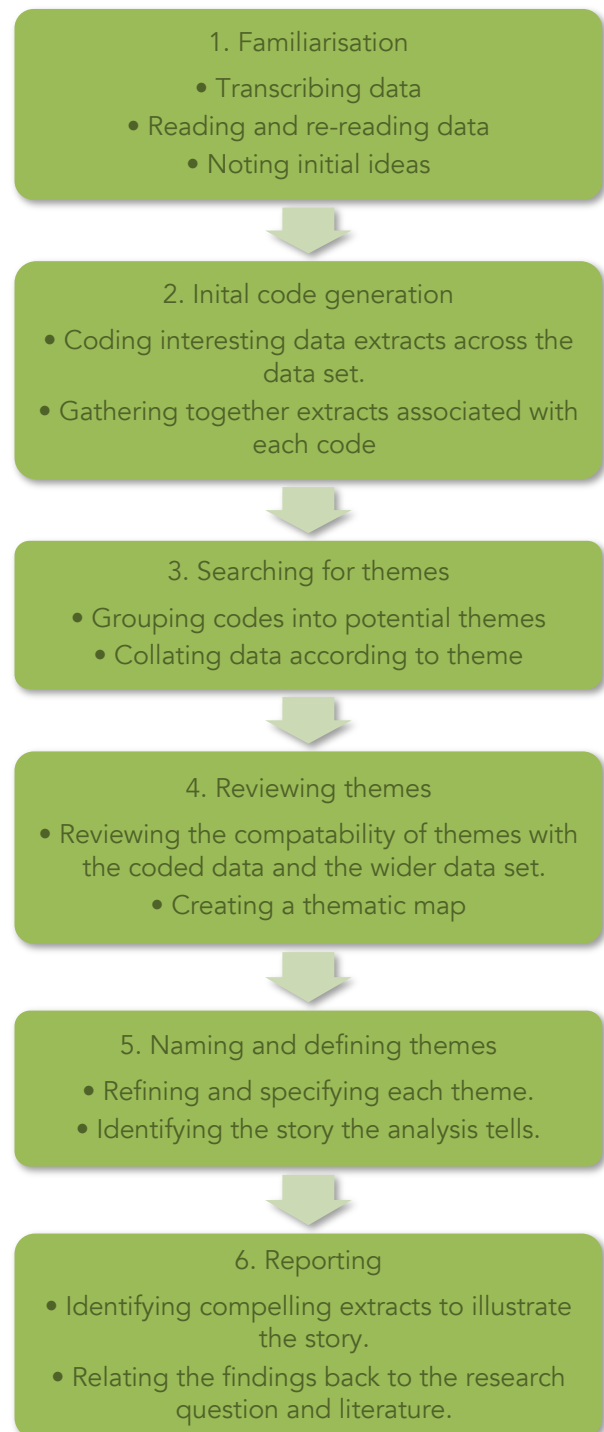 1. Familiarisation
• Transcribing data
• Reading and re-reading data
• Noting initial ideas
2. Inital code generation
• Coding interesting data extracts across the
data set.
• Gathering together extracts associated with
each code
3. Searching for themes
• Grouping codes into potential themes
• Collating data according to theme
4. Reviewing themes
• Reviewing the compatability of themes with
the coded data and the wider data set.
• Creating a thematic map
5. Naming and defining themes
• Refining and specifying each theme.
• Identifying the story the analysis tells.
6. Reporting
• Identifying compelling extracts to illustrate
the story.
• Relating the findings back to the research
question and literature.